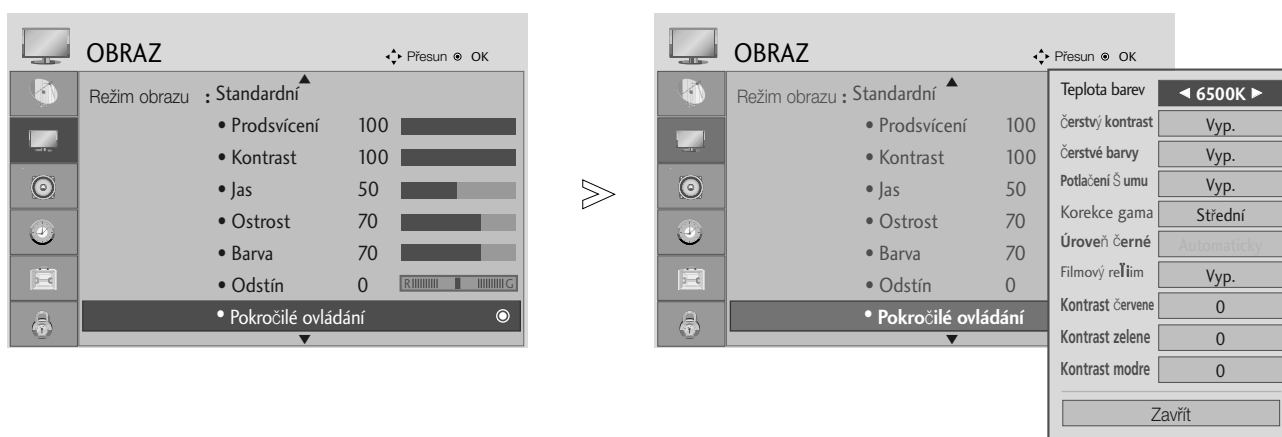 OBRAZ
Přesun OK
Režim obrazu : Standardní
• Prodsvícení 100
• Kontrast 100
• Jas 50
• Ostrost 70
• Barva 70
• Odstín 0 R G
• Pokročilé ovládání
OBRAZ
Přesun OK
Režim obrazu : Standardní
• Prodsvícení 100
• Kontrast 100
• Jas 50
• Ostrost 70
• Barva 70
• Odstín 0
• Pokročilé ovládání
Teplota barev ◄ 6500K ►
Čerstvý kontrast Vyp.
Čerstvé barvy Vyp.
Potlačení Š umu Vyp.
Korekce gama Střední
Úroveň černé Automaticky
Filmový Vyp.
Kontrast červene 0
Kontrast zelene 0
Kontrast modre 0
Zavřít